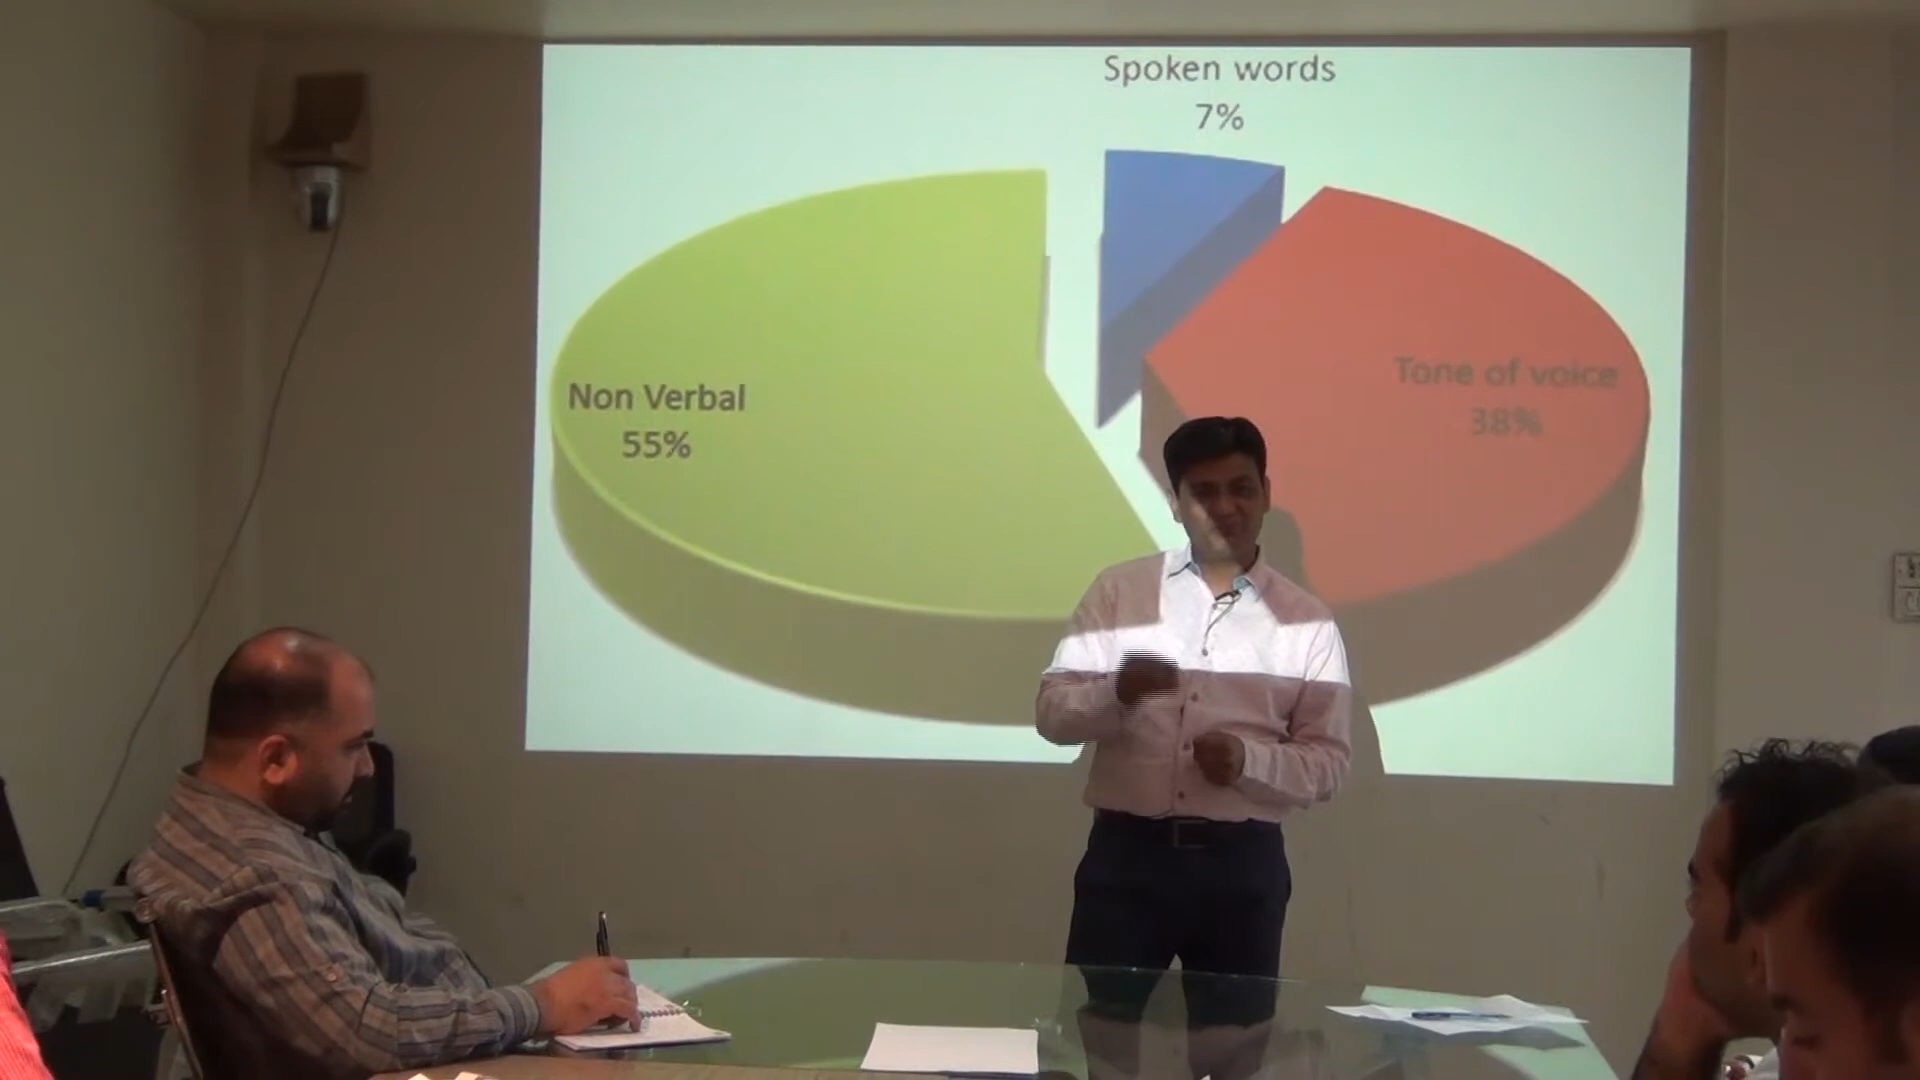 Spoken words
7%
Non Verbal
55%
Tone of voice
38%